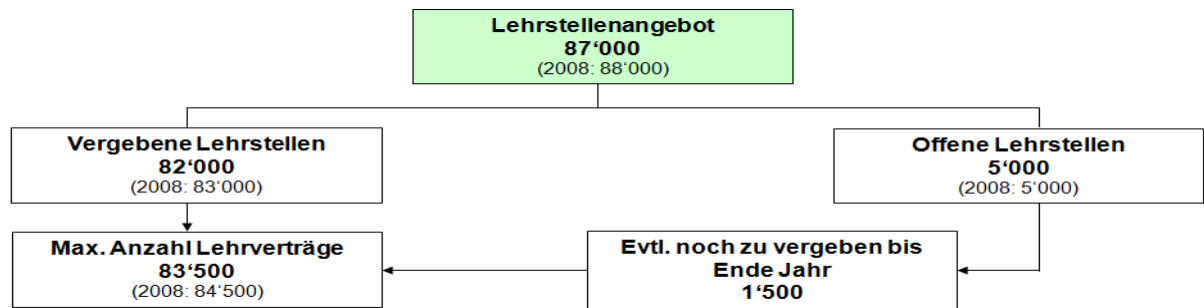 Lehrstellenangebot
87‘000
(2008: 88‘000)
Vergebene Lehrstellen
82‘000
(2008: 83‘000)
Offene Lehrstellen
5‘000
(2008: 5‘000)
Max. Anzahl Lehrverträge
83‘500
(2008: 84‘500)
Evtl. noch zu vergeben bis
Ende Jahr
1‘500